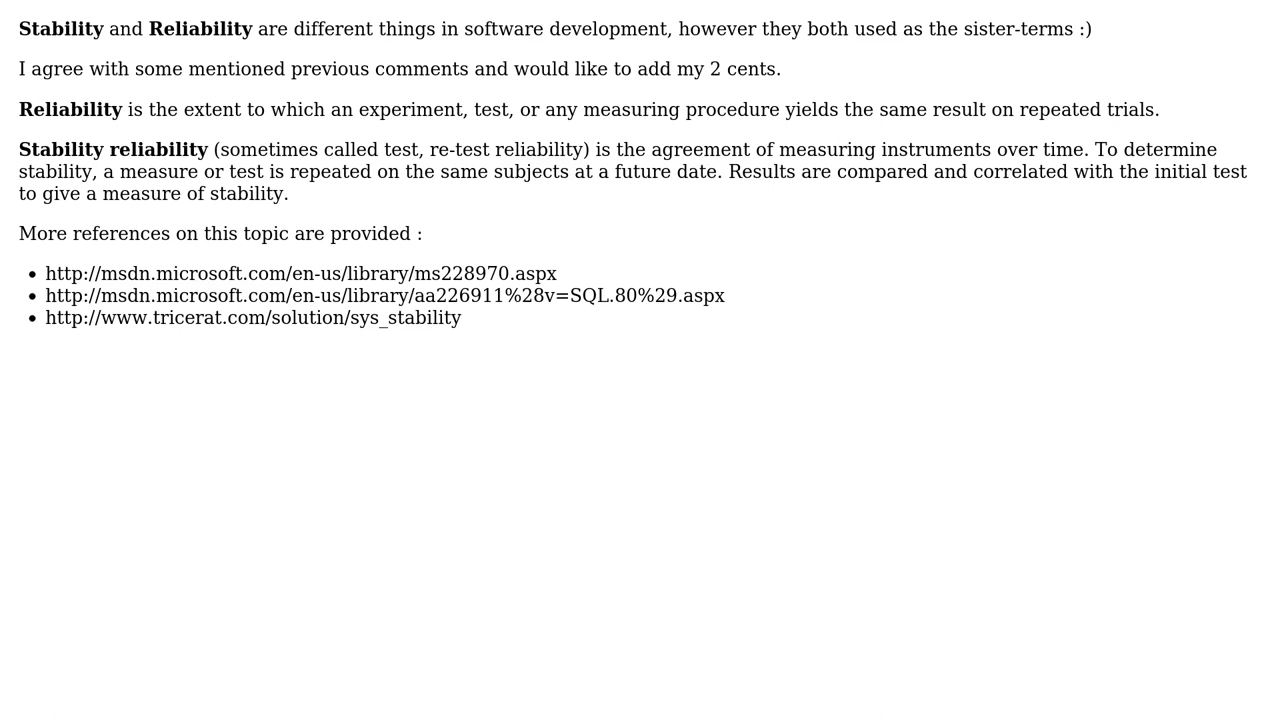 Stability and Reliability are different things in software development, however they both used as the sister-terms :)
I agree with some mentioned previous comments and would like to add my 2 cents.
Reliability is the extent to which an experiment, test, or any measuring procedure yields the same result on repeated trials.
Stability reliability (sometimes called test, re-test reliability) is the agreement of measuring instruments over time. To determine
stability, a measure or test is repeated on the same subjects at a future date. Results are compared and correlated with the initial test
to give a measure of stability.
More references on this topic are provided :
• http://msdn.microsoft.com/en-us/library/ms228970.aspx
• http://msdn.microsoft.com/en-us/library/aa226911%28v=SQL.80%29.aspx
• http://www.tricerat.com/solution/sys_stability